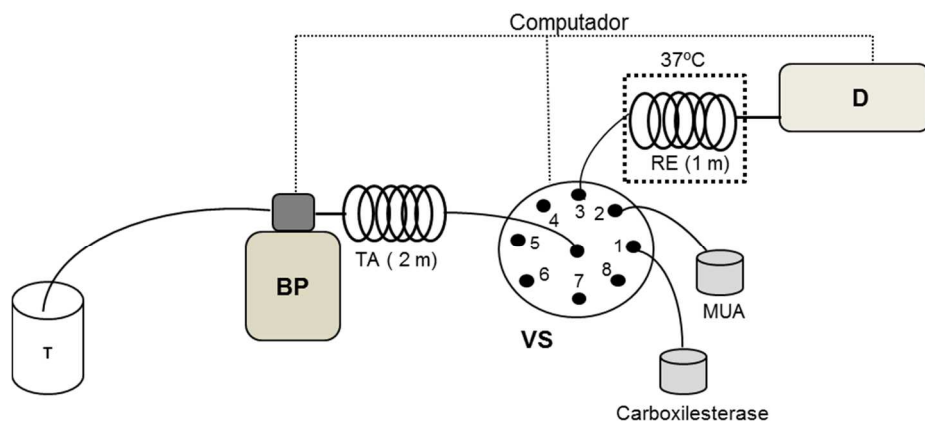 Computador
37ºC
D
RE (1 m)
3
2
4
1
5
TA ( 2 m)
6
7
8
BP
MUA
VS
T
Carboxilesterase